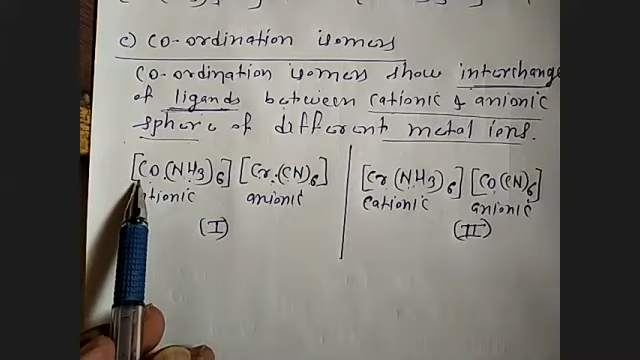 c) Co-ordination isomers
Co-ordination isomers show interchange
of ligands between cationic & anionic
sphere of different metal ions.
[Co(NH3)6] [Cr(CN)6] [Cr(NH3)6] [Co(CN)6]
ationic anionic cationic anionic
(I) (II)